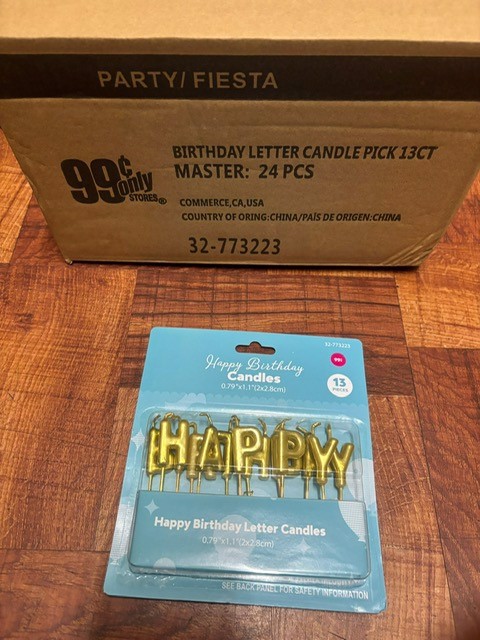 PARTY/ FIESTA
99¢ only STORES®
BIRTHDAY LETTER CANDLE PICK 13CT
MASTER: 24 PCS
COMMERCE,CA,USA
COUNTRY OF ORING:CHINA/PAÍS DE ORIGEN:CHINA
32-773223
32-773223
Happy Birthday
Candles
0.79"x1.1"(2x2.8cm)
99¢
13
PIECES
HAPPY
Happy Birthday Letter Candles
0.79"x1.1"(2x2.8cm)
SEE BACK PANEL FOR SAFETY INFORMATION